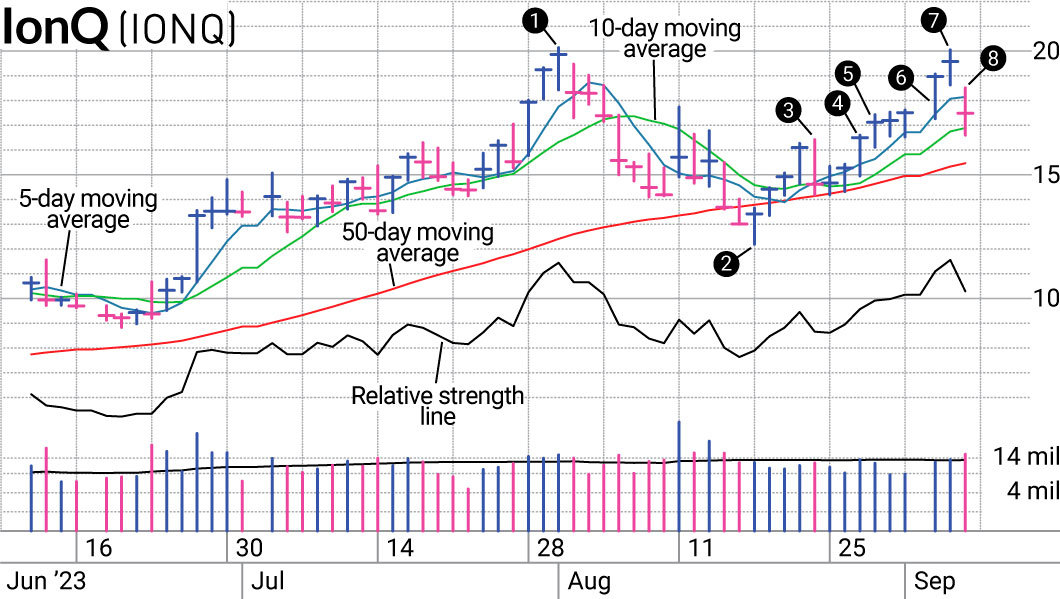 IonQ (IONQ)
1
10-day moving
average
7
20
8
5
6
3
4
15
5-day moving
average
50-day moving
average
2
10
Relative strength
line
14 mil
4 mil
16
30
14
28
11
25
Jun ’23
Jul
Aug
Sep